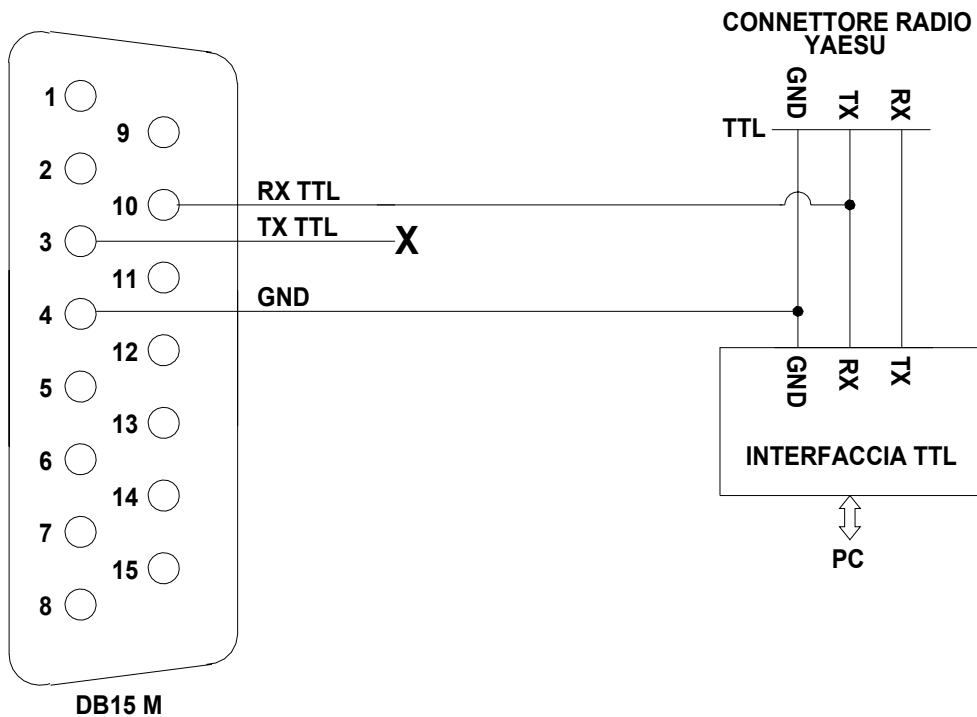 CONNETTORE RADIO
YAESU
GND TX RX
TTL
1
9
2
10
RX TTL
3
TX TTL
X
11
4
GND
12
5
GND RX TX
13
6
INTERFACCIA TTL
14
7
15
PC
8
DB15 M